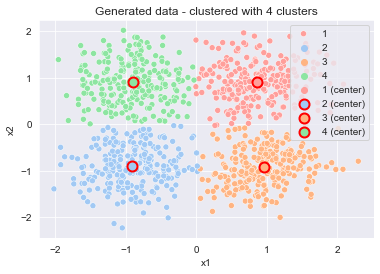 Generated data - clustered with 4 clusters
1
2
3
4
1 (center)
2 (center)
3 (center)
4 (center)
x2
2
1
0
−1
−2
−2
−1
0
1
2
x1